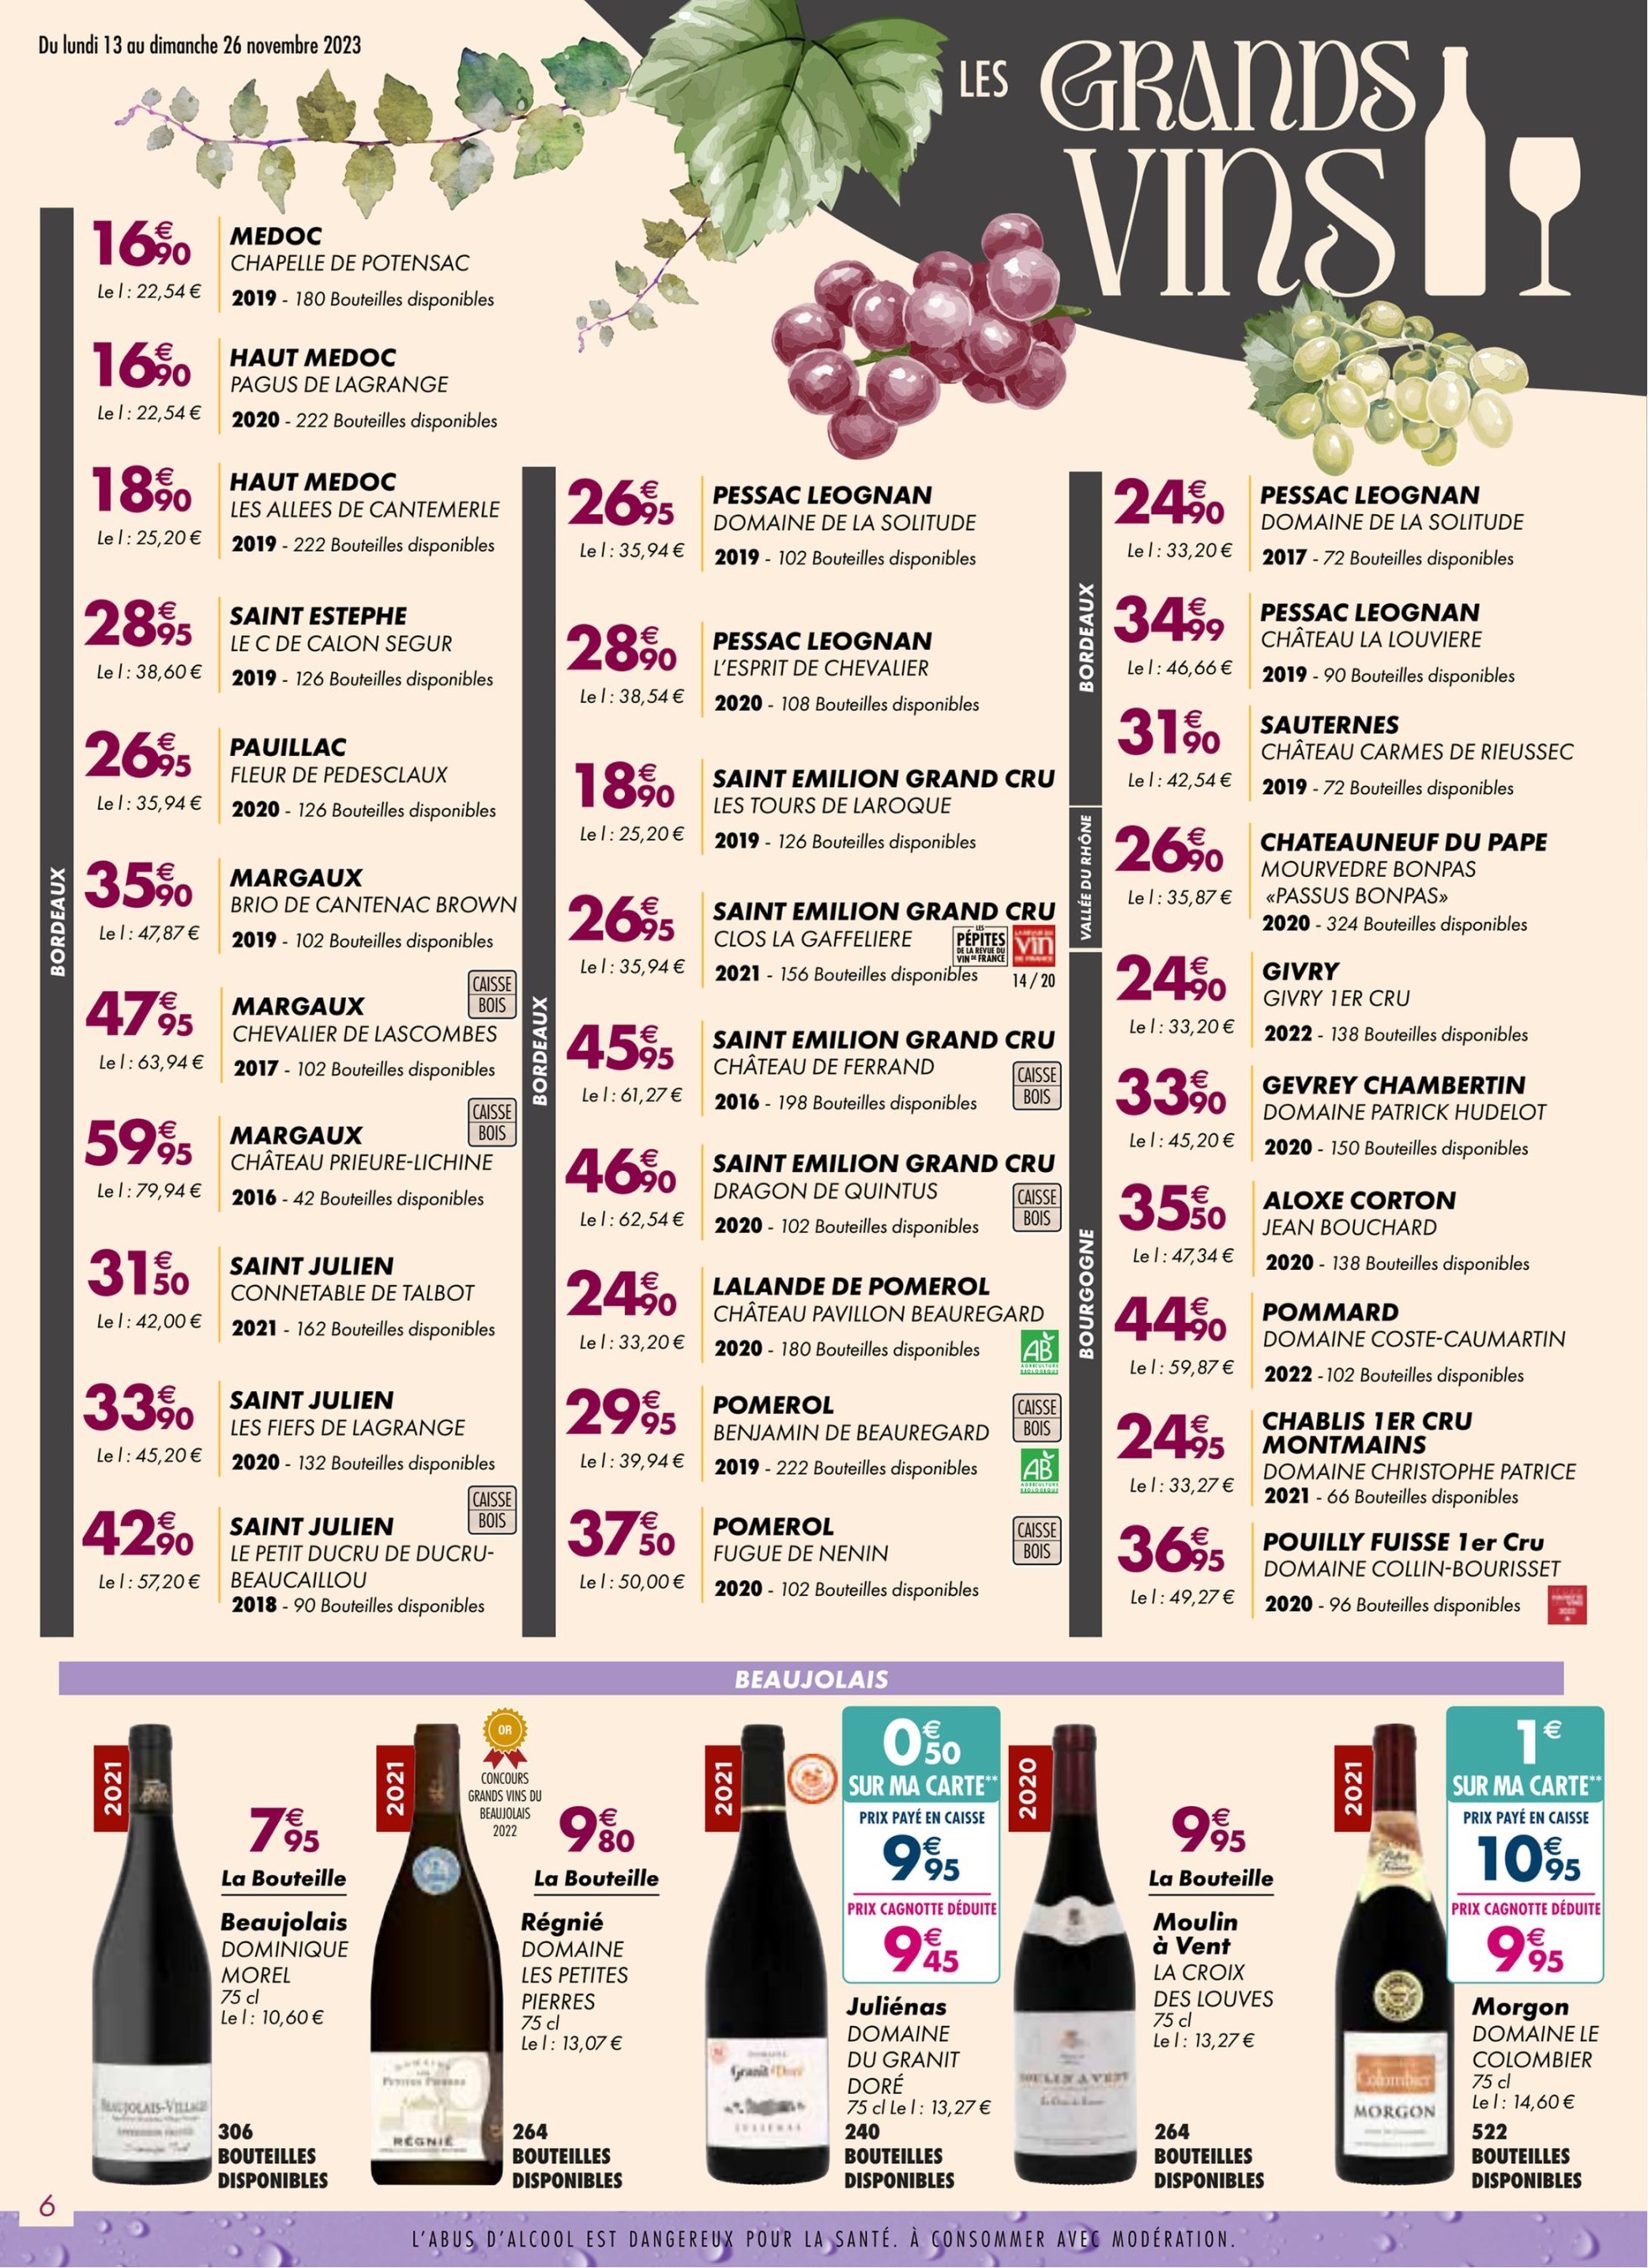 Du lundi 13 au dimanche 26 novembre 2023
LES GRANDS
VINS
BORDEAUX
16€90
Le l : 22,54 €
MEDOC
CHAPELLE DE POTENSAC
2019 - 180 Bouteilles disponibles
16€90
Le l : 22,54 €
HAUT MEDOC
PAGUS DE LAGRANGE
2020 - 222 Bouteilles disponibles
18€90
Le l : 25,20 €
HAUT MEDOC
LES ALLEES DE CANTEMERLE
2019 - 222 Bouteilles disponibles
28€95
Le l : 38,60 €
SAINT ESTEPHE
LE C DE CALON SEGUR
2019 - 126 Bouteilles disponibles
26€95
Le l : 35,94 €
PAUILLAC
FLEUR DE PEDESCLAUX
2020 - 126 Bouteilles disponibles
35€90
Le l : 47,87 €
MARGAUX
BRIO DE CANTENAC BROWN
2019 - 102 Bouteilles disponibles
47€95
Le l : 63,94 €
CAISSE
BOIS
MARGAUX
CHEVALIER DE LASCOMBES
2017 - 102 Bouteilles disponibles
59€95
Le l : 79,94 €
CAISSE
BOIS
MARGAUX
CHÂTEAU PRIEURE-LICHINE
2016 - 42 Bouteilles disponibles
31€50
Le l : 42,00 €
SAINT JULIEN
CONNETABLE DE TALBOT
2021 - 162 Bouteilles disponibles
33€90
Le l : 45,20 €
SAINT JULIEN
LES FIEFS DE LAGRANGE
2020 - 132 Bouteilles disponibles
42€90
Le l : 57,20 €
CAISSE
BOIS
SAINT JULIEN
LE PETIT DUCRU DE DUCRU-
BEAUCAILLOU
2018 - 90 Bouteilles disponibles
BORDEAUX
26€95
Le l : 35,94 €
PESSAC LEOGNAN
DOMAINE DE LA SOLITUDE
2019 - 102 Bouteilles disponibles
28€90
Le l : 38,54 €
PESSAC LEOGNAN
L'ESPRIT DE CHEVALIER
2020 - 108 Bouteilles disponibles
18€90
Le l : 25,20 €
SAINT EMILION GRAND CRU
LES TOURS DE LAROQUE
2019 - 126 Bouteilles disponibles
26€95
Le l : 35,94 €
SAINT EMILION GRAND CRU
CLOS LA GAFFELIERE
LES
PÉPITES
DE LA REVUE DU
VIN DE FRANCE
LA REVUE DU
vin
DE FRANCE
2021 - 156 Bouteilles disponibles
14 / 20
45€95
Le l : 61,27 €
SAINT EMILION GRAND CRU
CHÂTEAU DE FERRAND
2016 - 198 Bouteilles disponibles
CAISSE
BOIS
46€90
Le l : 62,54 €
SAINT EMILION GRAND CRU
DRAGON DE QUINTUS
2020 - 102 Bouteilles disponibles
CAISSE
BOIS
24€90
Le l : 33,20 €
LALANDE DE POMEROL
CHÂTEAU PAVILLON BEAUREGARD
2020 - 180 Bouteilles disponibles
AB
AGRICULTURE
BIOLOGIQUE
29€95
Le l : 39,94 €
POMEROL
BENJAMIN DE BEAUREGARD
2019 - 222 Bouteilles disponibles
CAISSE
BOIS
AB
AGRICULTURE
BIOLOGIQUE
37€50
Le l : 50,00 €
POMEROL
FUGUE DE NENIN
2020 - 102 Bouteilles disponibles
CAISSE
BOIS
BORDEAUX
24€90
Le l : 33,20 €
PESSAC LEOGNAN
DOMAINE DE LA SOLITUDE
2017 - 72 Bouteilles disponibles
34€99
Le l : 46,66 €
PESSAC LEOGNAN
CHÂTEAU LA LOUVIERE
2019 - 90 Bouteilles disponibles
31€90
Le l : 42,54 €
SAUTERNES
CHÂTEAU CARMES DE RIEUSSEC
2019 - 72 Bouteilles disponibles
VALLÉE DU RHÔNE
26€90
Le l : 35,87 €
CHATEAUNEUF DU PAPE
MOURVEDRE BONPAS
«PASSUS BONPAS»
2020 - 324 Bouteilles disponibles
BOURGOGNE
24€90
Le l : 33,20 €
GIVRY
GIVRY 1ER CRU
2022 - 138 Bouteilles disponibles
33€90
Le l : 45,20 €
GEVREY CHAMBERTIN
DOMAINE PATRICK HUDELOT
2020 - 150 Bouteilles disponibles
35€50
Le l : 47,34 €
ALOXE CORTON
JEAN BOUCHARD
2020 - 138 Bouteilles disponibles
44€90
Le l : 59,87 €
POMMARD
DOMAINE COSTE-CAUMARTIN
2022 -102 Bouteilles disponibles
24€95
Le l : 33,27 €
CHABLIS 1ER CRU
MONTMAINS
DOMAINE CHRISTOPHE PATRICE
2021 - 66 Bouteilles disponibles
36€95
Le l : 49,27 €
POUILLY FUISSE 1er Cru
DOMAINE COLLIN-BOURISSET
2020 - 96 Bouteilles disponibles
BEAUJOLAIS
2021
7€95
La Bouteille
Beaujolais
DOMINIQUE
MOREL
75 cl
Le l : 10,60 €
306
BOUTEILLES
DISPONIBLES
BEAUJOLAIS-VILLAGES
2021
OR
CONCOURS
GRANDS VINS DU
BEAUJOLAIS
2022
9€80
La Bouteille
Régnié
DOMAINE
LES PETITES
PIERRES
75 cl
Le l : 13,07 €
264
BOUTEILLES
DISPONIBLES
DOMAINE
LES
PETITES PIERRES
RÉGNIÉ
2021
0€50
SUR MA CARTE**
PRIX PAYÉ EN CAISSE
9€95
PRIX CAGNOTTE DÉDUITE
9€45
Juliénas
DOMAINE
DU GRANIT
DORÉ
75 cl Le l : 13,27 €
240
BOUTEILLES
DISPONIBLES
DOMAINE
Granit Doré
JULIÉNAS
2020
9€95
La Bouteille
Moulin
à Vent
LA CROIX
DES LOUVES
75 cl
Le l : 13,27 €
264
BOUTEILLES
DISPONIBLES
MOULIN À VENT
2021
1€
SUR MA CARTE**
PRIX PAYÉ EN CAISSE
10€95
PRIX CAGNOTTE DÉDUITE
9€95
Morgon
DOMAINE LE
COLOMBIER
75 cl
Le l : 14,60 €
522
BOUTEILLES
DISPONIBLES
Colombier
MORGON
6
L'ABUS D'ALCOOL EST DANGEREUX POUR LA SANTÉ. À CONSOMMER AVEC MODÉRATION.